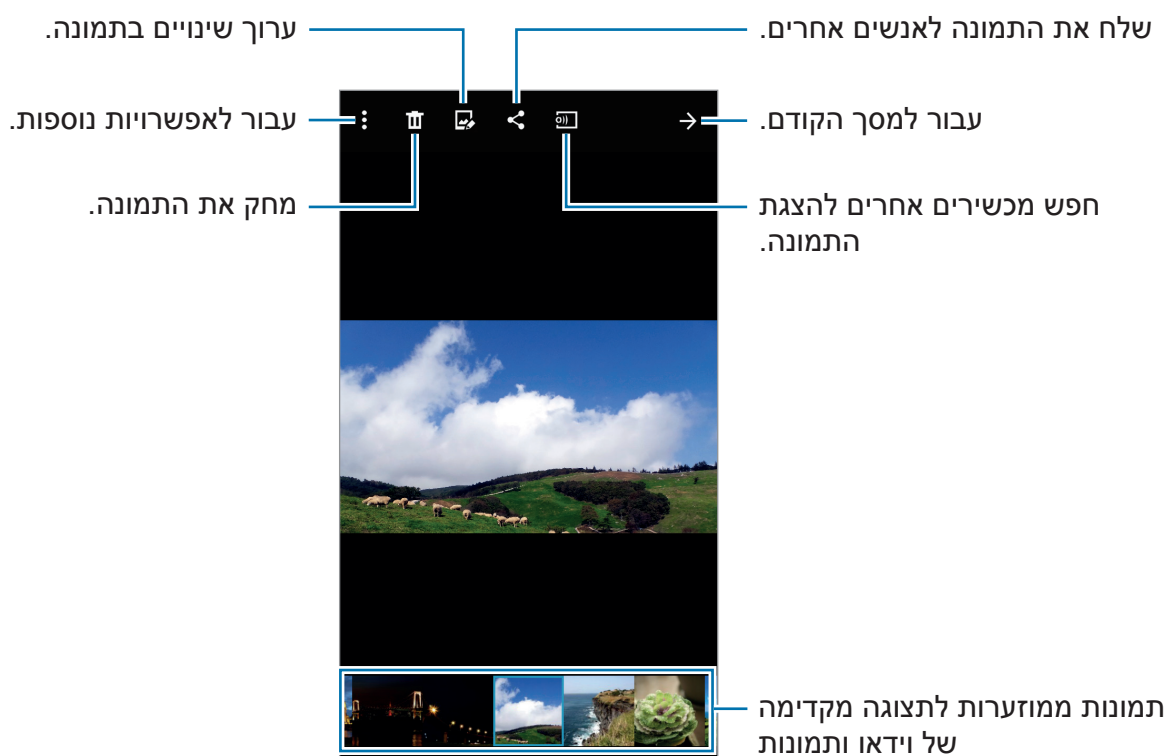 שלח את התמונה לאנשים אחרים.
ערוך שינויים בתמונה.
עבור למסך הקודם.
עבור לאפשרויות נוספות.
חפש מכשירים אחרים להצגת
התמונה.
מחק את התמונה.
תמונות ממוזערות לתצוגה מקדימה
של וידאו ותמונות